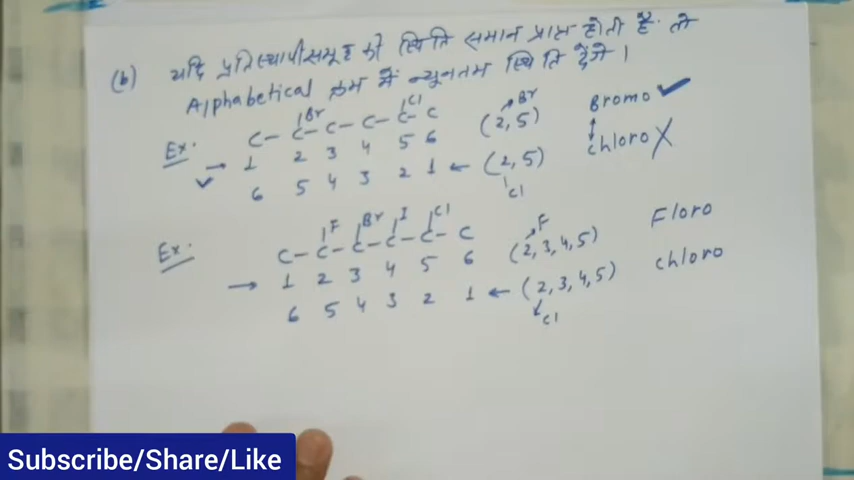 (b) यदि प्रतिस्थापी समूह की स्थिति समान प्राप्त होती है तो
Alphabetical क्रम में न्यूनतम स्थिति देंगे।
Br Cl
Ex. C-C-C-C-C-C (2,5) Br Bromo ✓
→ 1 2 3 4 5 6 ↕
✓ 6 5 4 3 2 1 ← (2,5) chloro X
Cl
F Br I Cl
Ex. C-C-C-C-C-C (2,3,4,5) F Floro
→ 1 2 3 4 5 6
6 5 4 3 2 1 ← (2,3,4,5) chloro
Cl
Subscribe/Share/Like